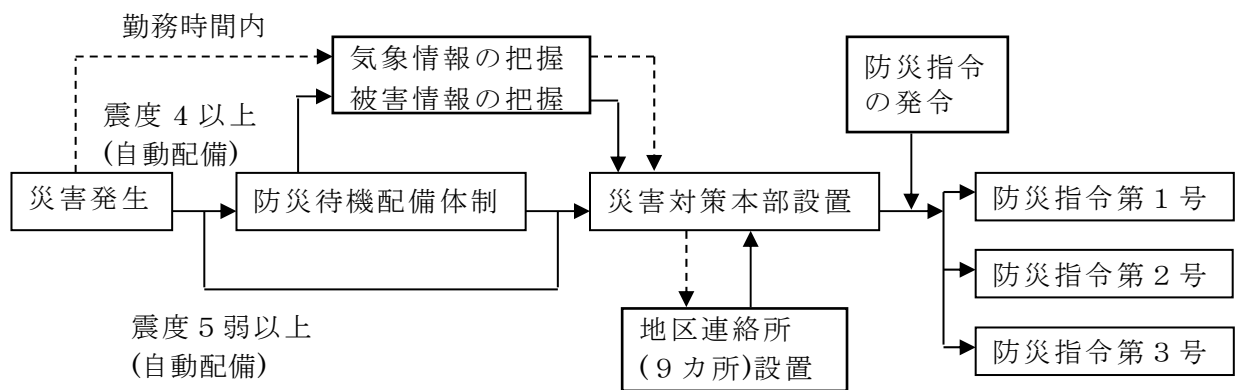 勤務時間内
気象情報の把握
被害情報の把握
防災指令
の発令
震度４以上
(自動配備)
災害発生
防災待機配備体制
災害対策本部設置
防災指令第１号
防災指令第２号
防災指令第３号
震度５弱以上
(自動配備)
地区連絡所
(９カ所)設置